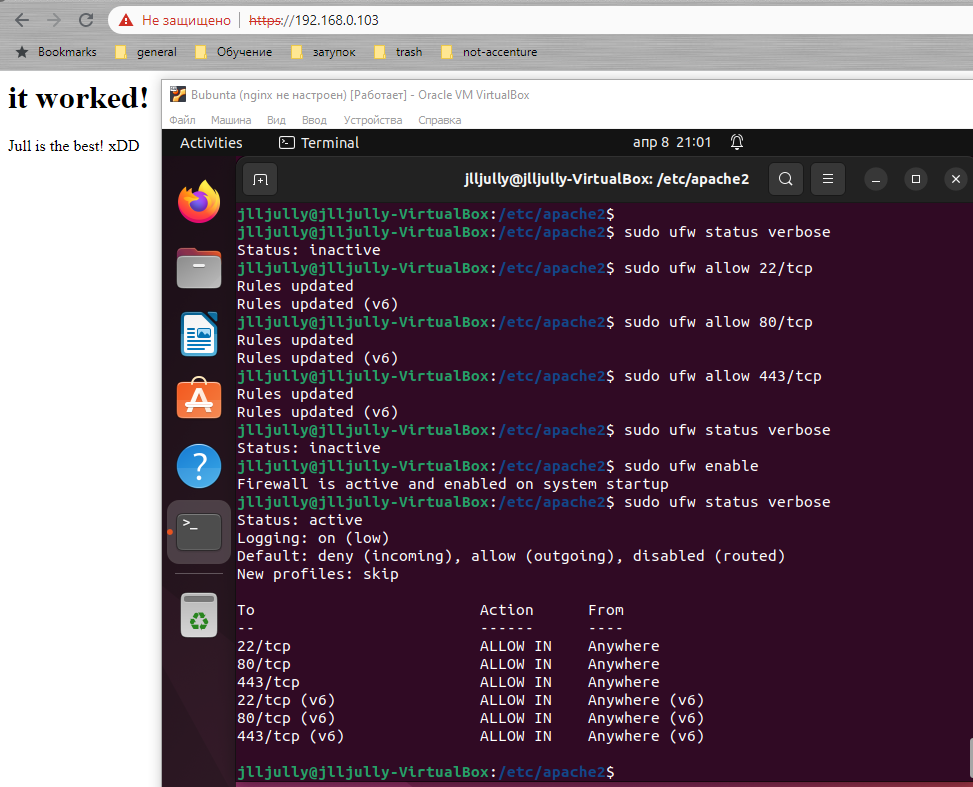 Не защищено https://192.168.0.103
Bookmarks general Обучение затупок trash not-accenture
it worked!
Jull is the best! xDD
Bubunta (nginx не настроен) [Работает] - Oracle VM VirtualBox
Файл Машина Вид Ввод Устройства Справка
Activities Terminal апр 8 21:01
jlljully@jlljully-VirtualBox: /etc/apache2
jlljully@jlljully-VirtualBox:/etc/apache2$
jlljully@jlljully-VirtualBox:/etc/apache2$ sudo ufw status verbose
Status: inactive
jlljully@jlljully-VirtualBox:/etc/apache2$ sudo ufw allow 22/tcp
Rules updated
Rules updated (v6)
jlljully@jlljully-VirtualBox:/etc/apache2$ sudo ufw allow 80/tcp
Rules updated
Rules updated (v6)
jlljully@jlljully-VirtualBox:/etc/apache2$ sudo ufw allow 443/tcp
Rules updated
Rules updated (v6)
jlljully@jlljully-VirtualBox:/etc/apache2$ sudo ufw status verbose
Status: inactive
jlljully@jlljully-VirtualBox:/etc/apache2$ sudo ufw enable
Firewall is active and enabled on system startup
jlljully@jlljully-VirtualBox:/etc/apache2$ sudo ufw status verbose
Status: active
Logging: on (low)
Default: deny (incoming), allow (outgoing), disabled (routed)
New profiles: skip
To Action From
-- ------ ----
22/tcp ALLOW IN Anywhere
80/tcp ALLOW IN Anywhere
443/tcp ALLOW IN Anywhere
22/tcp (v6) ALLOW IN Anywhere (v6)
80/tcp (v6) ALLOW IN Anywhere (v6)
443/tcp (v6) ALLOW IN Anywhere (v6)
jlljully@jlljully-VirtualBox:/etc/apache2$